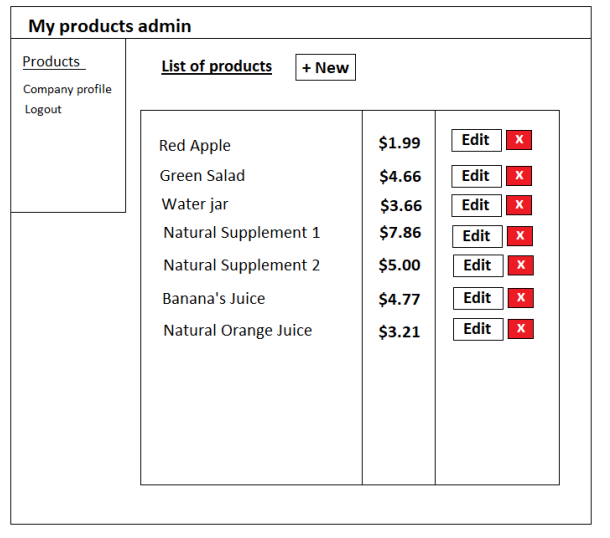 My products admin
Products
Company profile
Logout
List of products
+ New
Red Apple $1.99 Edit X
Green Salad $4.66 Edit X
Water jar $3.66 Edit X
Natural Supplement 1 $7.86 Edit X
Natural Supplement 2 $5.00 Edit X
Banana's Juice $4.77 Edit X
Natural Orange Juice $3.21 Edit X